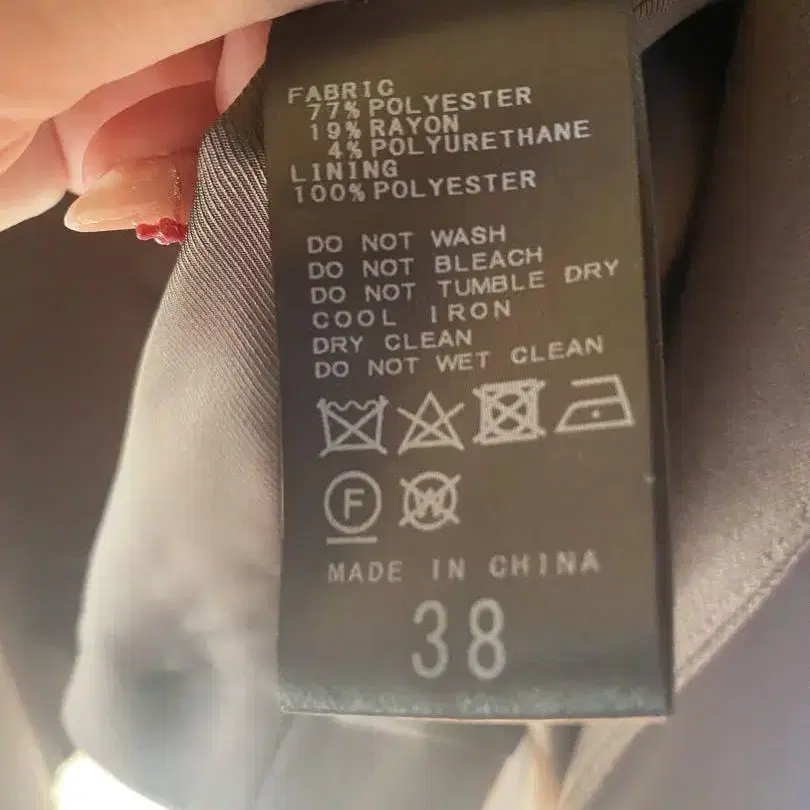 FABRIC
77% POLYESTER
19% RAYON
4% POLYURETHANE
LINING
100% POLYESTER
DO NOT WASH
DO NOT BLEACH
DO NOT TUMBLE DRY
COOL IRON
DRY CLEAN
DO NOT WET CLEAN
F W
MADE IN CHINA
38